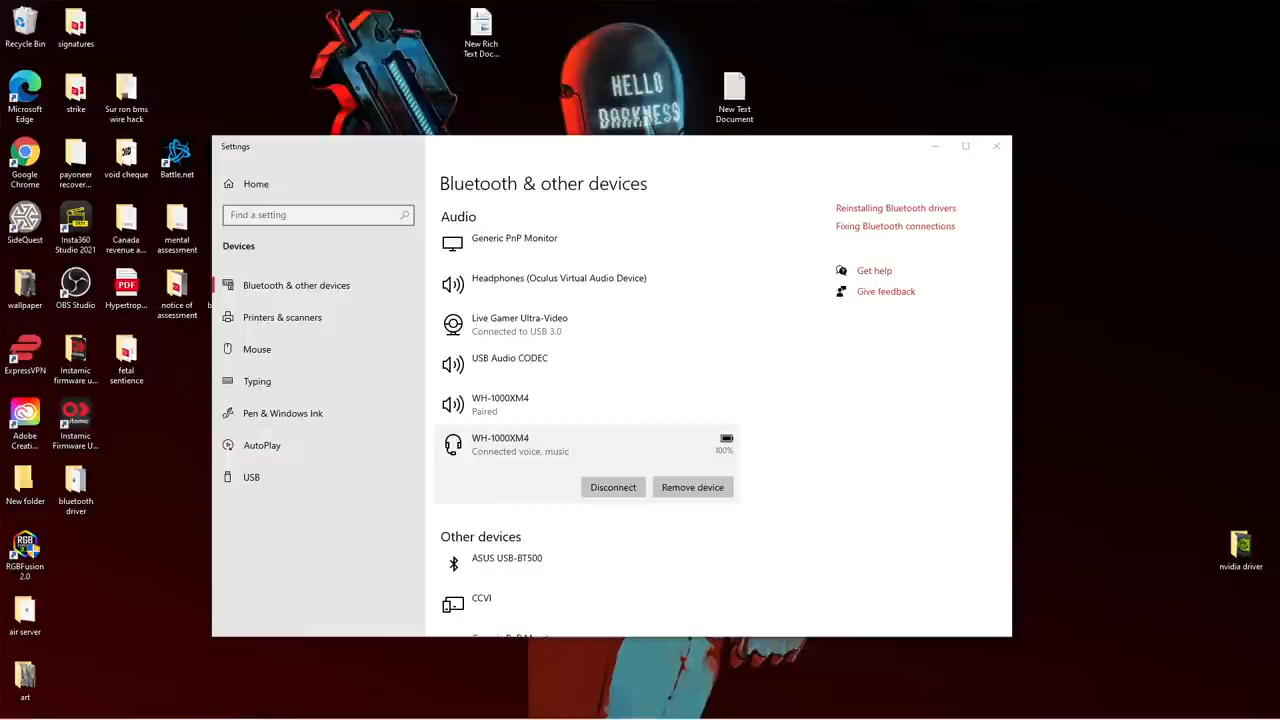 Recycle Bin
signatures
New Rich
Text Doc...
HELLO
DARKNESS
Microsoft
Edge
strike
Sur ron bms
wire hack
New Text
Document
Google
Chrome
payoneer
recover...
void cheque
Battle.net
SideQuest
Insta360
Studio 2021
Canada
revenue a...
mental
assessment
wallpaper
OBS Studio
PDF
Hypertrop...
notice of
assessment
ExpressVPN
Instamic
firmware u...
fetal
sentience
Adobe
Creati...
Instamic
Firmware U...
New folder
bluetooth
driver
RGB
RGBFusion
2.0
air server
art
nvidia driver
Settings
Home
Find a setting
Devices
Bluetooth & other devices
Printers & scanners
Mouse
Typing
Pen & Windows Ink
AutoPlay
USB
Bluetooth & other devices
Audio
Generic PnP Monitor
Headphones (Oculus Virtual Audio Device)
Live Gamer Ultra-Video
Connected to USB 3.0
USB Audio CODEC
WH-1000XM4
Paired
WH-1000XM4
Connected voice, music
100%
Disconnect
Remove device
Other devices
ASUS USB-BT500
CCVI
Reinstalling Bluetooth drivers
Fixing Bluetooth connections
Get help
Give feedback